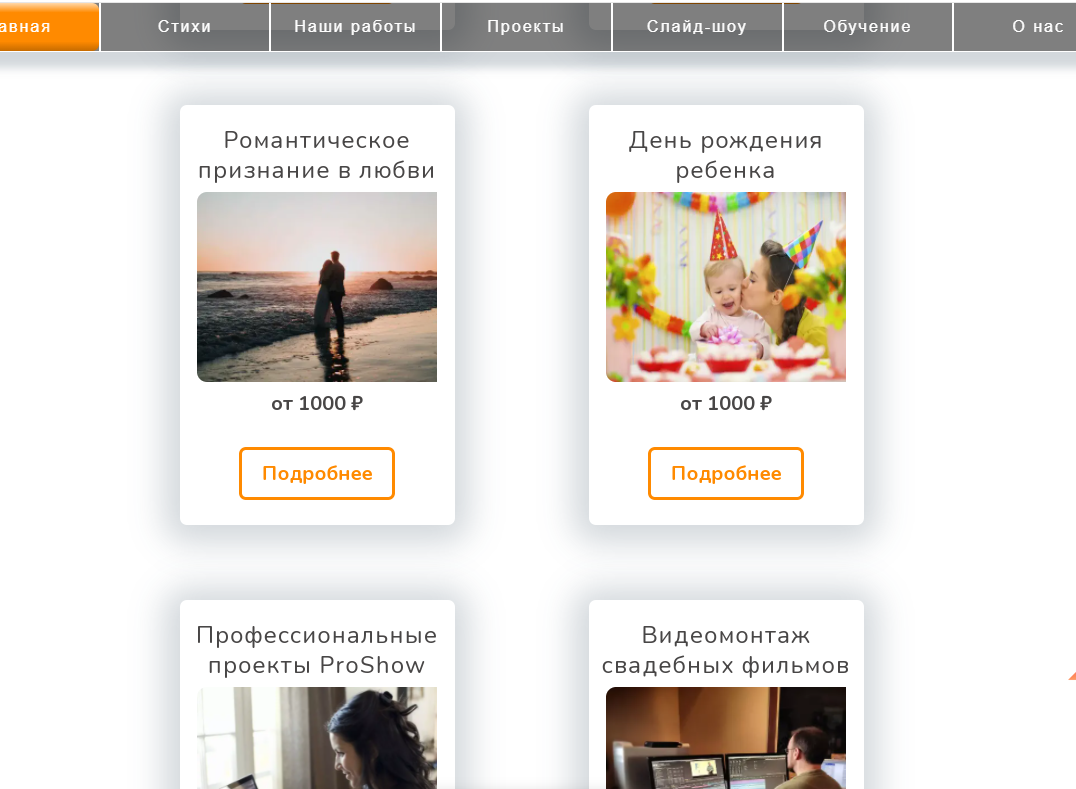 авная
Стихи
Наши работы
Проекты
Слайд-шоу
Обучение
О нас
Романтическое
признание в любви
от 1000 ₽
Подробнее
День рождения
ребенка
от 1000 ₽
Подробнее
Профессиональные
проекты ProShow
Видеомонтаж
свадебных фильмов